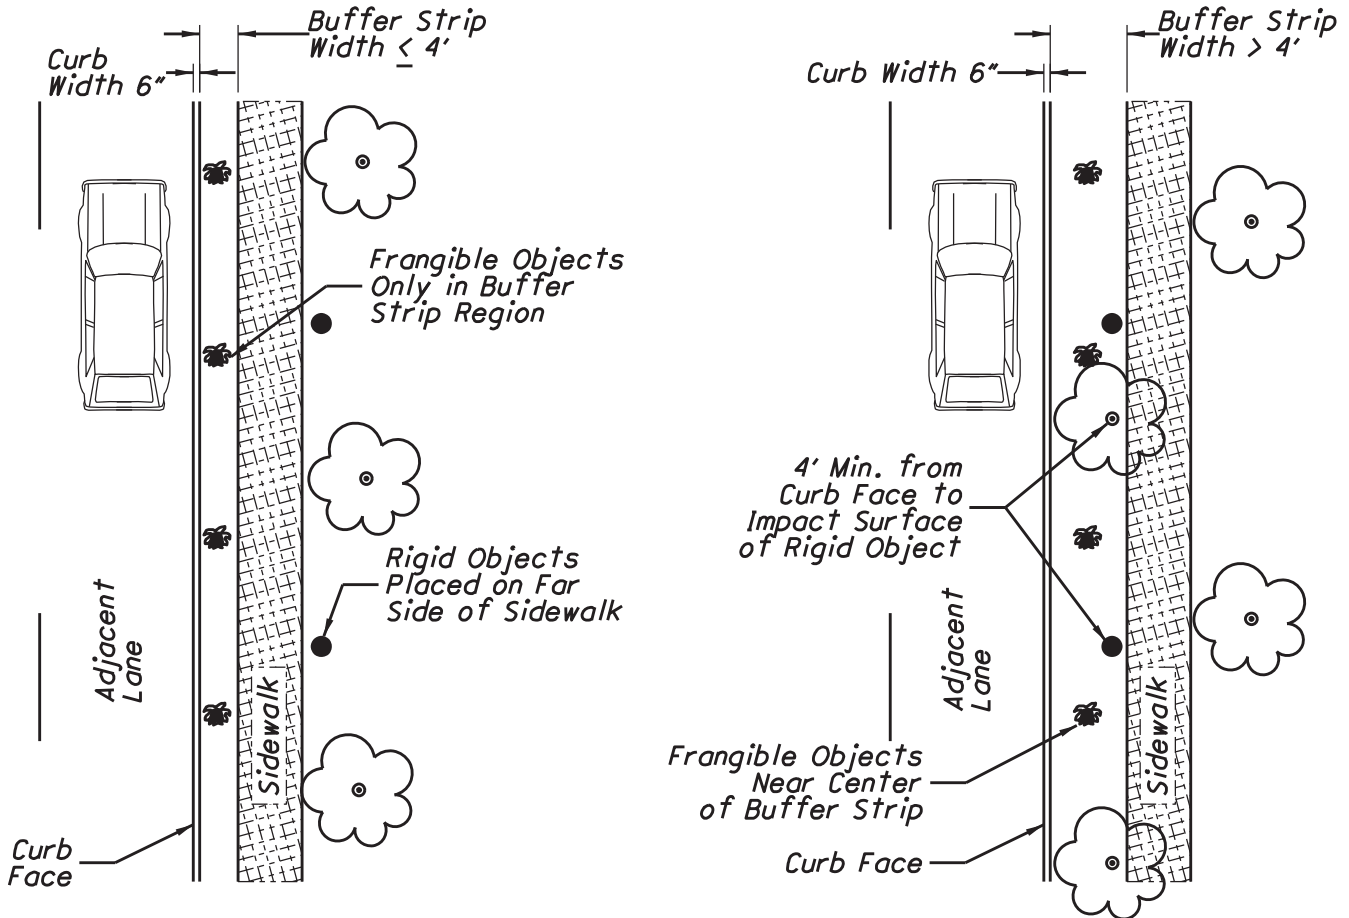 Buffer Strip
Width ≤ 4'
Curb
Width 6"
Frangible Objects
Only in Buffer
Strip Region
Rigid Objects
Placed on Far
Side of Sidewalk
Adjacent
Lane
Sidewalk
Curb
Face
Buffer Strip
Width > 4'
Curb Width 6"
4' Min. from
Curb Face to
Impact Surface
of Rigid Object
Adjacent
Lane
Sidewalk
Frangible Objects
Near Center
of Buffer Strip
Curb Face